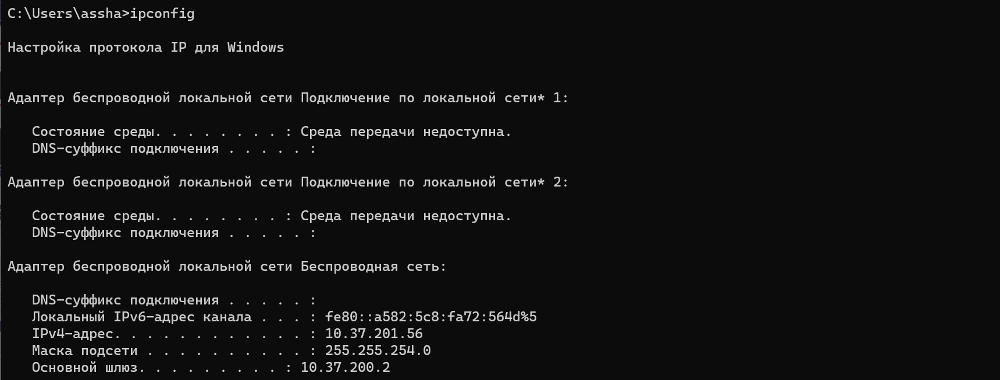 C:\Users\assha>ipconfig
Настройка протокола IP для Windows
Адаптер беспроводной локальной сети Подключение по локальной сети* 1:
Состояние среды. . . . . . . . : Среда передачи недоступна.
DNS-суффикс подключения . . . . . :
Адаптер беспроводной локальной сети Подключение по локальной сети* 2:
Состояние среды. . . . . . . . : Среда передачи недоступна.
DNS-суффикс подключения . . . . . :
Адаптер беспроводной локальной сети Беспроводная сеть:
DNS-суффикс подключения . . . . . :
Локальный IPv6-адрес канала . . . : fe80::a582:5c8:fa72:564d%5
IPv4-адрес. . . . . . . . . . . . : 10.37.201.56
Маска подсети . . . . . . . . . . : 255.255.254.0
Основной шлюз. . . . . . . . . : 10.37.200.2